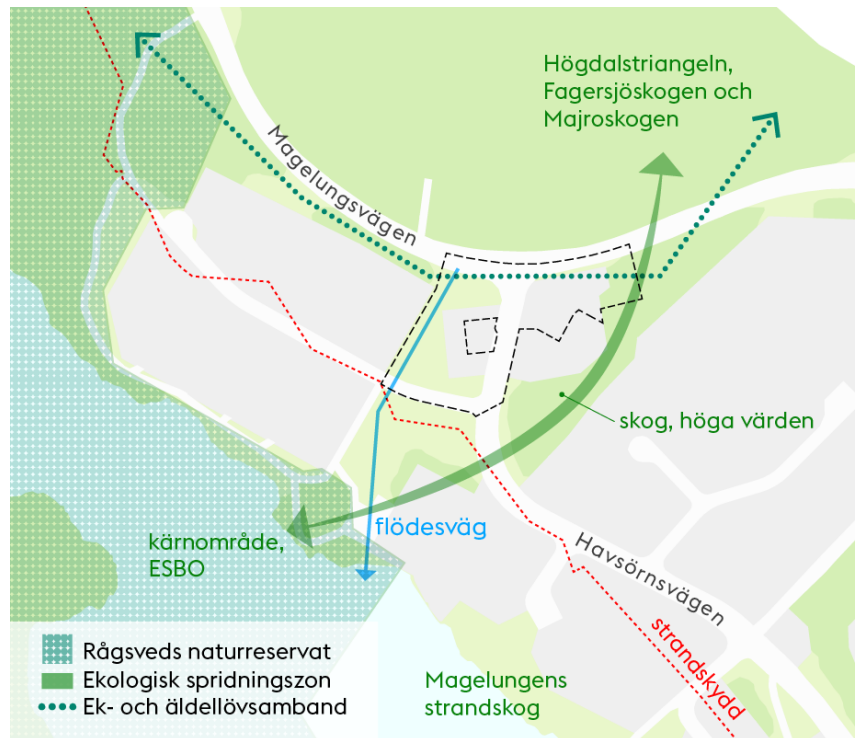 Högdalstriangeln,
Fagersjöskogen och
Majroskogen
Magelungsvägen
skog, höga värden
flödesväg
kärnområde,
ESBO
Havsörnsvägen
strandskydd
Magelungens
strandskog
Rågsveds naturreservat
Ekologisk spridningszon
Ek- och äldellövsamband